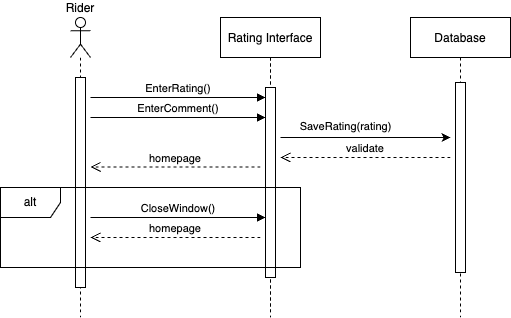 Rider
Rating Interface
Database
EnterRating()
EnterComment()
SaveRating(rating)
validate
homepage
alt
CloseWindow()
homepage